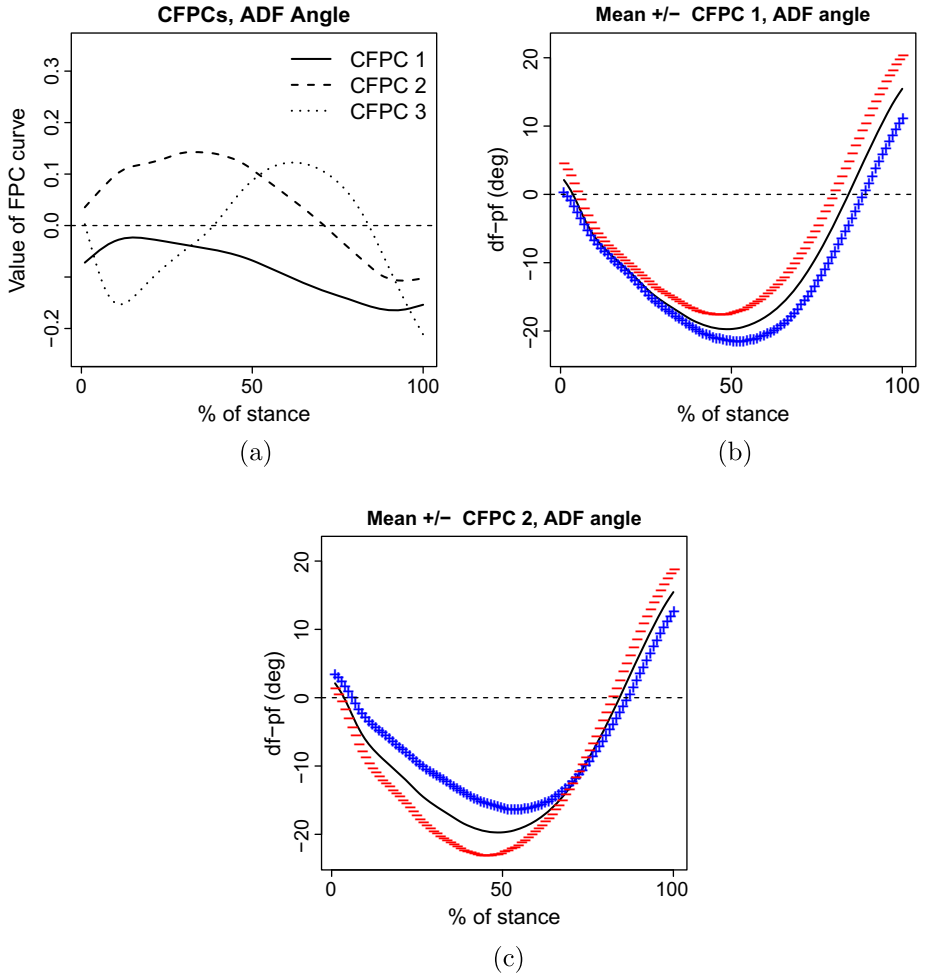 CFPCs, ADF Angle
Value of FPC curve
0.3
0.2
0.1
0.0
−0.2
CFPC 1
CFPC 2
CFPC 3
0
50
100
% of stance
(a)
Mean +/− CFPC 1, ADF angle
df−pf (deg)
20
10
0
−10
−20
0
50
100
% of stance
(b)
Mean +/− CFPC 2, ADF angle
df−pf (deg)
20
10
0
−10
−20
0
50
100
% of stance
(c)